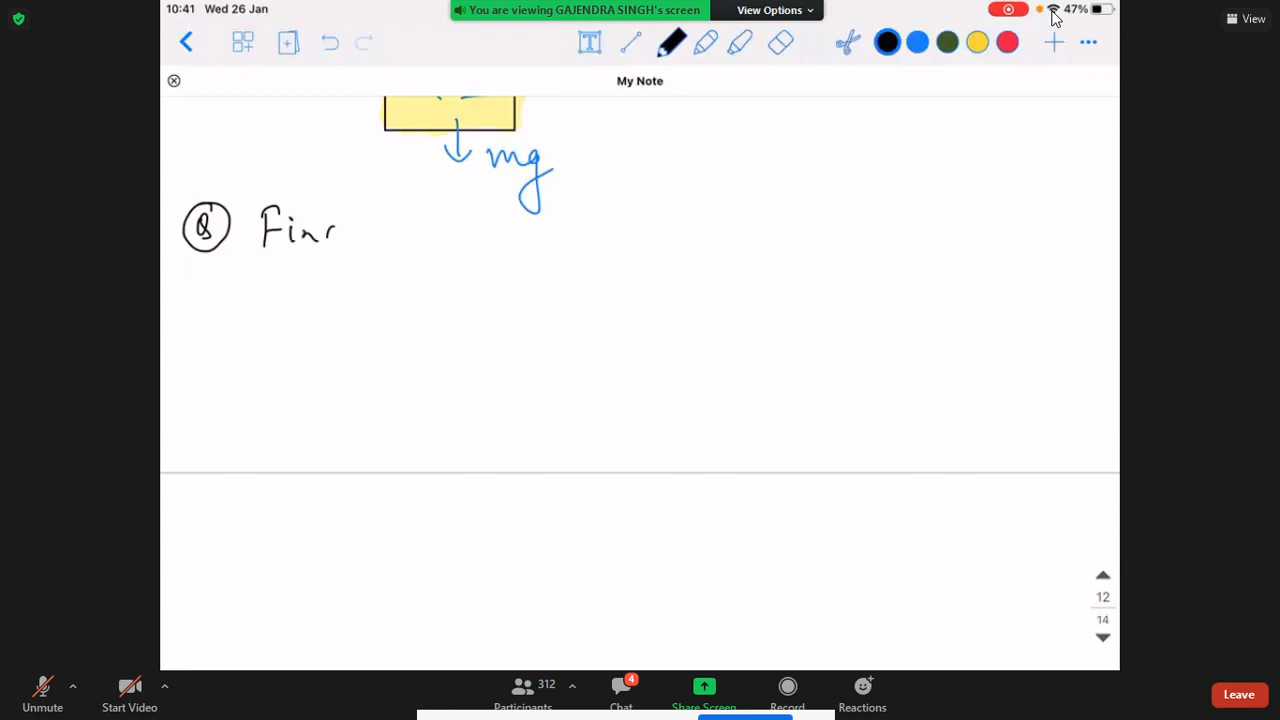 10:41 Wed 26 Jan
You are viewing GAJENDRA SINGH's screen
View Options
47%
View
My Note
mg
Q Fin
12
14
Unmute
Start Video
312
Participants
4
Chat
Share Screen
Record
Reactions
Leave